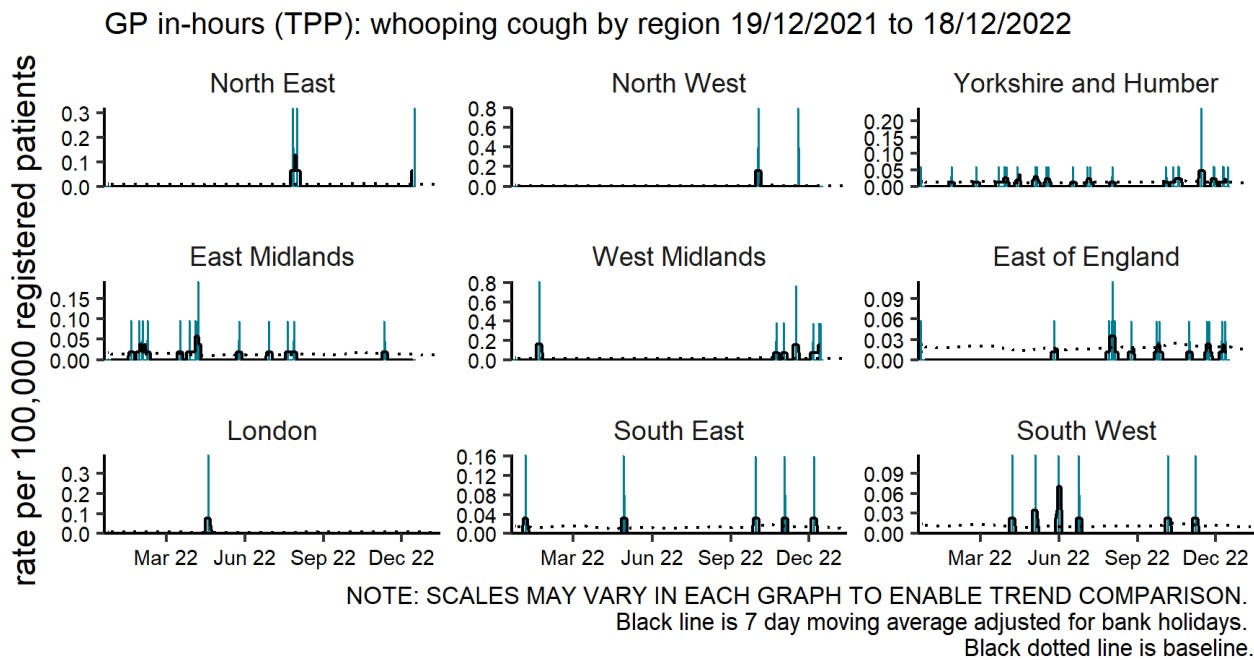 GP in-hours (TPP): whooping cough by region 19/12/2021 to 18/12/2022
rate per 100,000 registered patients
North East
0.3
0.2
0.1
0.0
North West
0.8
0.6
0.4
0.2
0.0
Yorkshire and Humber
0.20
0.15
0.10
0.05
0.00
East Midlands
0.15
0.10
0.05
0.00
West Midlands
0.8
0.6
0.4
0.2
0.0
East of England
0.09
0.06
0.03
0.00
London
0.3
0.2
0.1
0.0
Mar 22 Jun 22 Sep 22 Dec 22
South East
0.16
0.12
0.08
0.04
0.00
Mar 22 Jun 22 Sep 22 Dec 22
South West
0.09
0.06
0.03
0.00
Mar 22 Jun 22 Sep 22 Dec 22
NOTE: SCALES MAY VARY IN EACH GRAPH TO ENABLE TREND COMPARISON.
Black line is 7 day moving average adjusted for bank holidays.
Black dotted line is baseline.